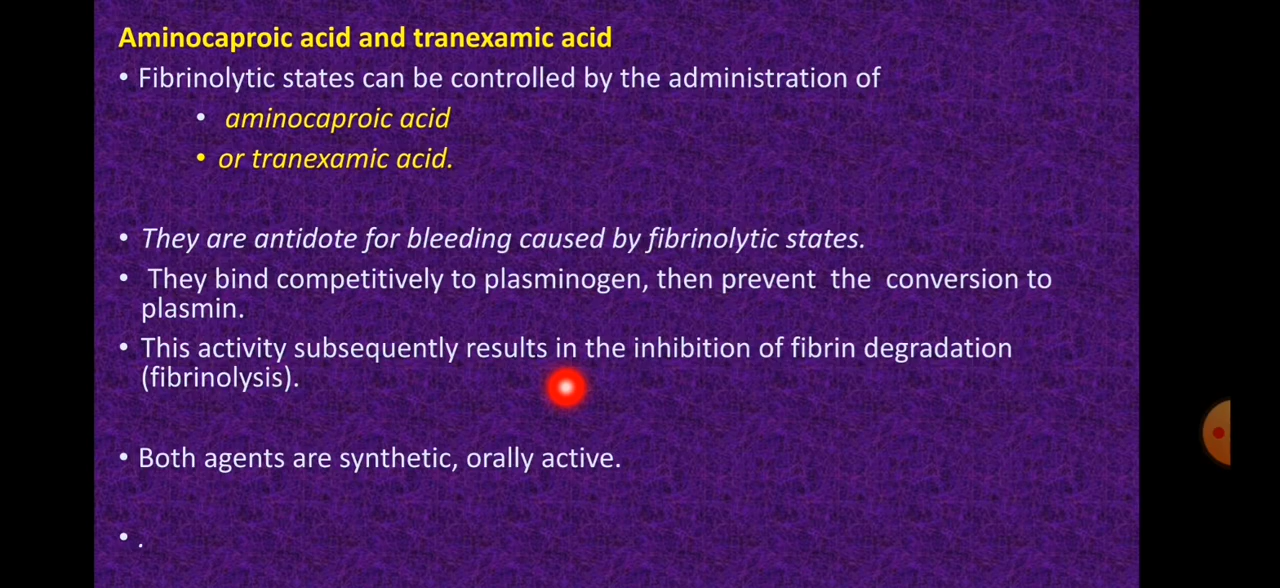 Aminocaproic acid and tranexamic acid
• Fibrinolytic states can be controlled by the administration of
• aminocaproic acid
• or tranexamic acid.
• They are antidote for bleeding caused by fibrinolytic states.
• They bind competitively to plasminogen, then prevent the conversion to
plasmin.
• This activity subsequently results in the inhibition of fibrin degradation
(fibrinolysis).
• Both agents are synthetic, orally active.
• .